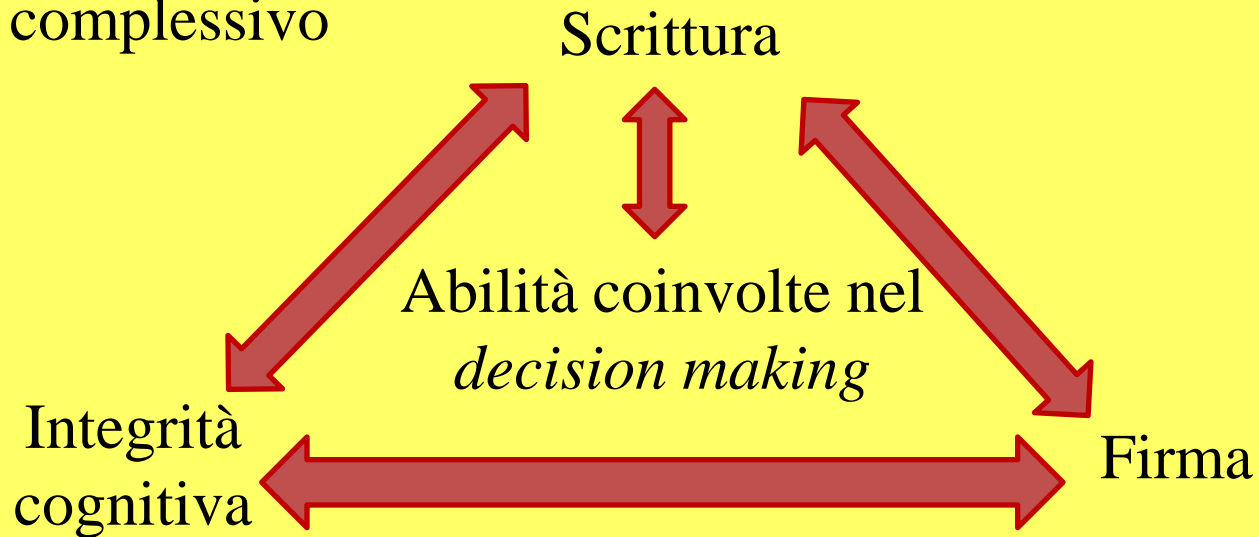 complessivo
Scrittura
Abilità coinvolte nel
decision making
Integrità
cognitiva
Firma